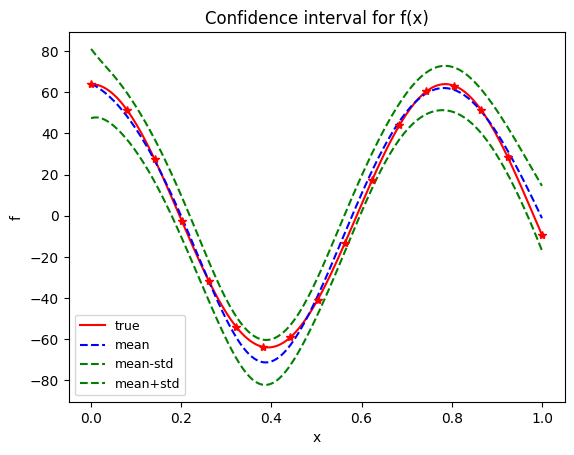 Confidence interval for f(x)
80
60
40
20
0
−20
−40
−60
−80
f
true
mean
mean-std
mean+std
0.0 0.2 0.4 0.6 0.8 1.0
x